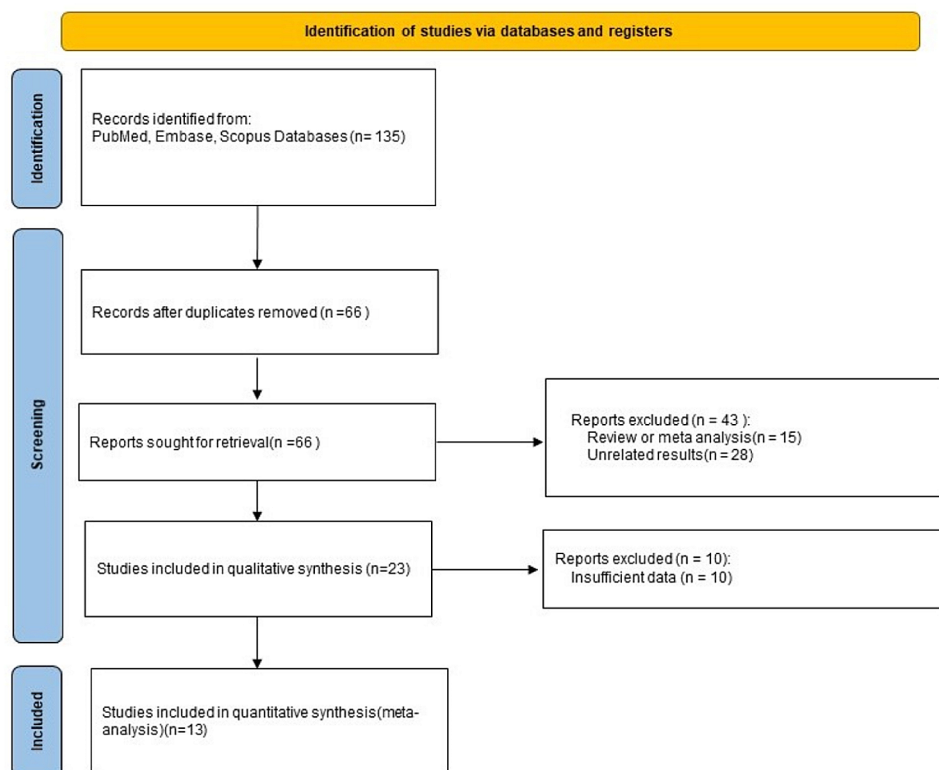 Identification of studies via databases and registers
Identification
Records identified from:
PubMed, Embase, Scopus Databases (n= 135)
Screening
Records after duplicates removed (n =66 )
Reports sought for retrieval(n =66 )
Reports excluded (n = 43 ):
Review or meta analysis(n = 15)
Unrelated results(n = 28)
Studies included in qualitative synthesis (n=23)
Reports excluded (n = 10):
Insufficient data (n = 10)
Included
Studies included in quantitative synthesis(meta-
analysis)(n=13)